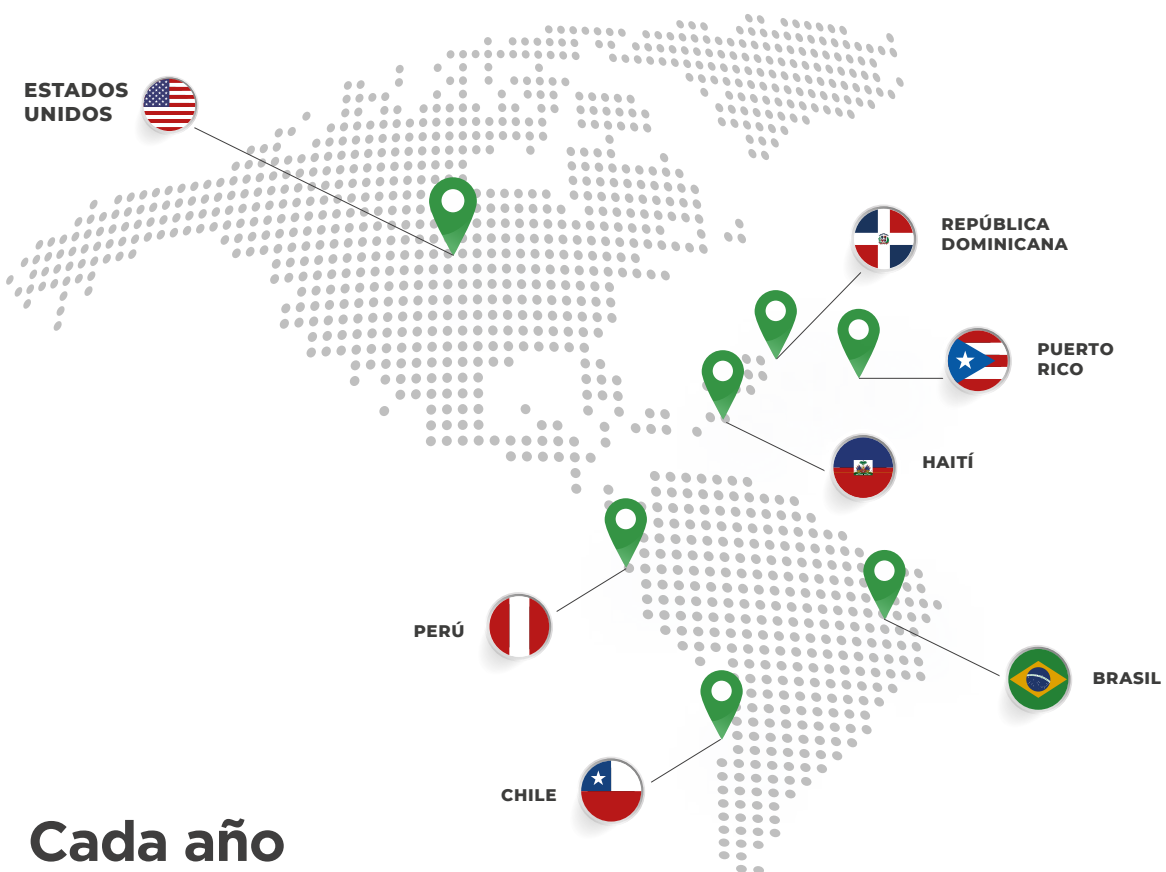 ESTADOS
UNIDOS
REPÚBLICA
DOMINICANA
PUERTO
RICO
HAITÍ
PERÚ
BRASIL
CHILE
Cada año